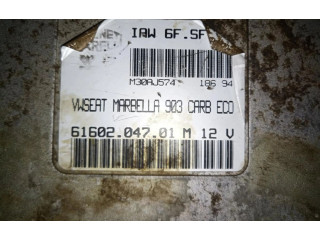 IAW 6F.SF
M30AJ574 186 94
VWSEAT MARBELLA 903 CARB ECO
61602.047.01 M 12 V